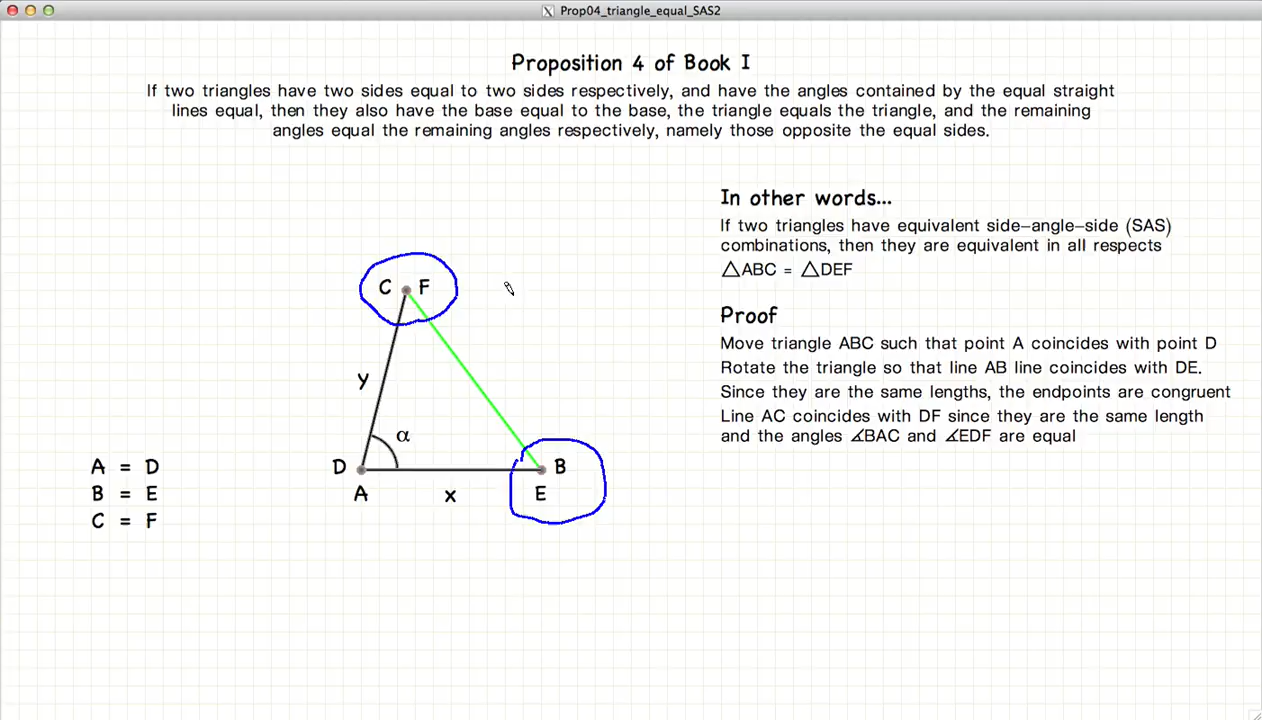 Prop04_triangle_equal_SAS2
Proposition 4 of Book I
If two triangles have two sides equal to two sides respectively, and have the angles contained by the equal straight
lines equal, then they also have the base equal to the base, the triangle equals the triangle, and the remaining
angles equal the remaining angles respectively, namely those opposite the equal sides.
In other words...
If two triangles have equivalent side–angle–side (SAS)
combinations, then they are equivalent in all respects
△ABC = △DEF
Proof
Move triangle ABC such that point A coincides with point D
Rotate the triangle so that line AB line coincides with DE.
Since they are the same lengths, the endpoints are congruent
Line AC coincides with DF since they are the same length
and the angles ∡BAC and ∡EDF are equal
C F
y
α
D B
A x E
A = D
B = E
C = F